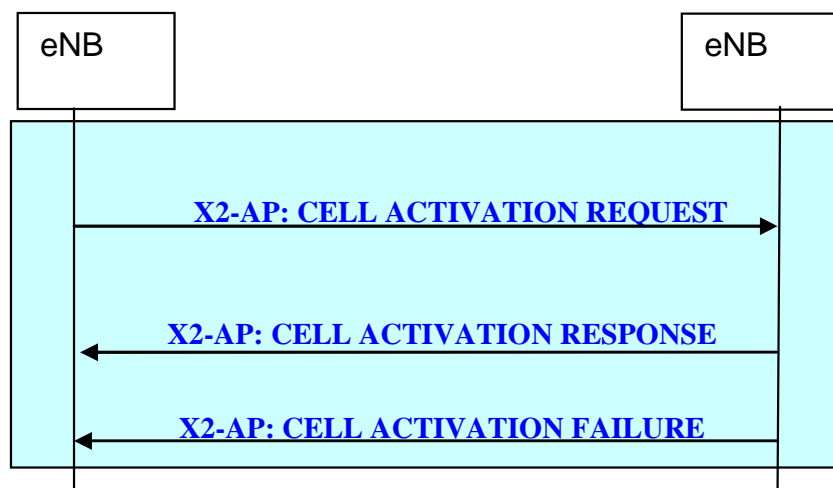 eNB
eNB
X2-AP: CELL ACTIVATION REQUEST
X2-AP: CELL ACTIVATION RESPONSE
X2-AP: CELL ACTIVATION FAILURE